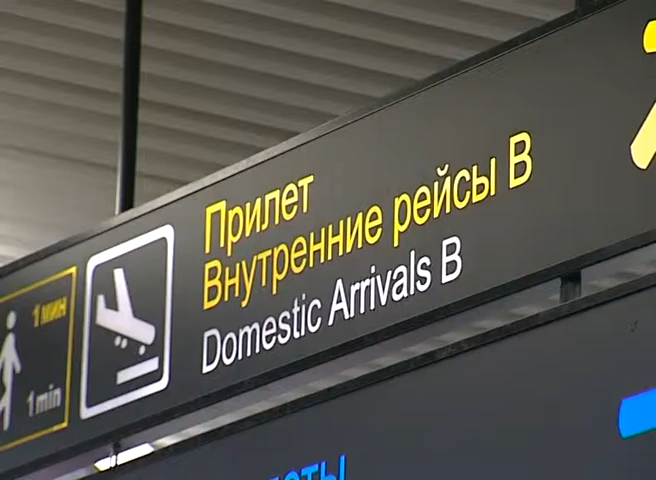 1 мин
1 min
Прилет
Внутренние рейсы B
Domestic Arrivals B